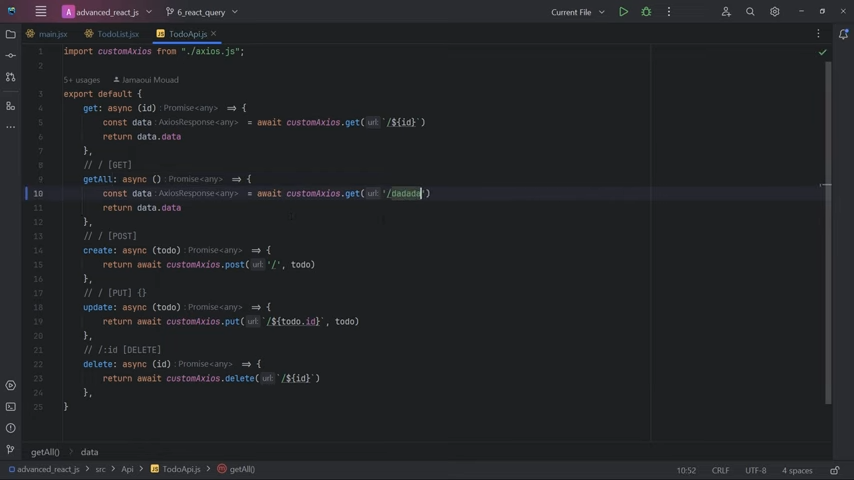 A advanced_react_js 6_react_query Current File
main.jsx TodoList.jsx TodoApi.js
1 import customAxios from "./axios.js";
2
5+ usages Jamaoui Mouad
3 export default {
4 get: async (id) : Promise<any> => {
5 const data : AxiosResponse<any> = await customAxios.get( url: `/${id}`)
6 return data.data
7 },
8 // / [GET]
9 getAll: async () : Promise<any> => {
10 const data : AxiosResponse<any> = await customAxios.get( url: '/dadada')
11 return data.data
12 },
13 // / [POST]
14 create: async (todo) : Promise<any> => {
15 return await customAxios.post( url: '/', todo)
16 },
17 // / [PUT] {}
18 update: async (todo) : Promise<any> => {
19 return await customAxios.put( url: `/${todo.id}`, todo)
20 },
21 // /:id [DELETE]
22 delete: async (id) : Promise<any> => {
23 return await customAxios.delete( url: `/${id}`)
24 },
25 }
getAll() data
advanced_react_js src Api TodoApi.js getAll() 10:52 CRLF UTF-8 4 spaces